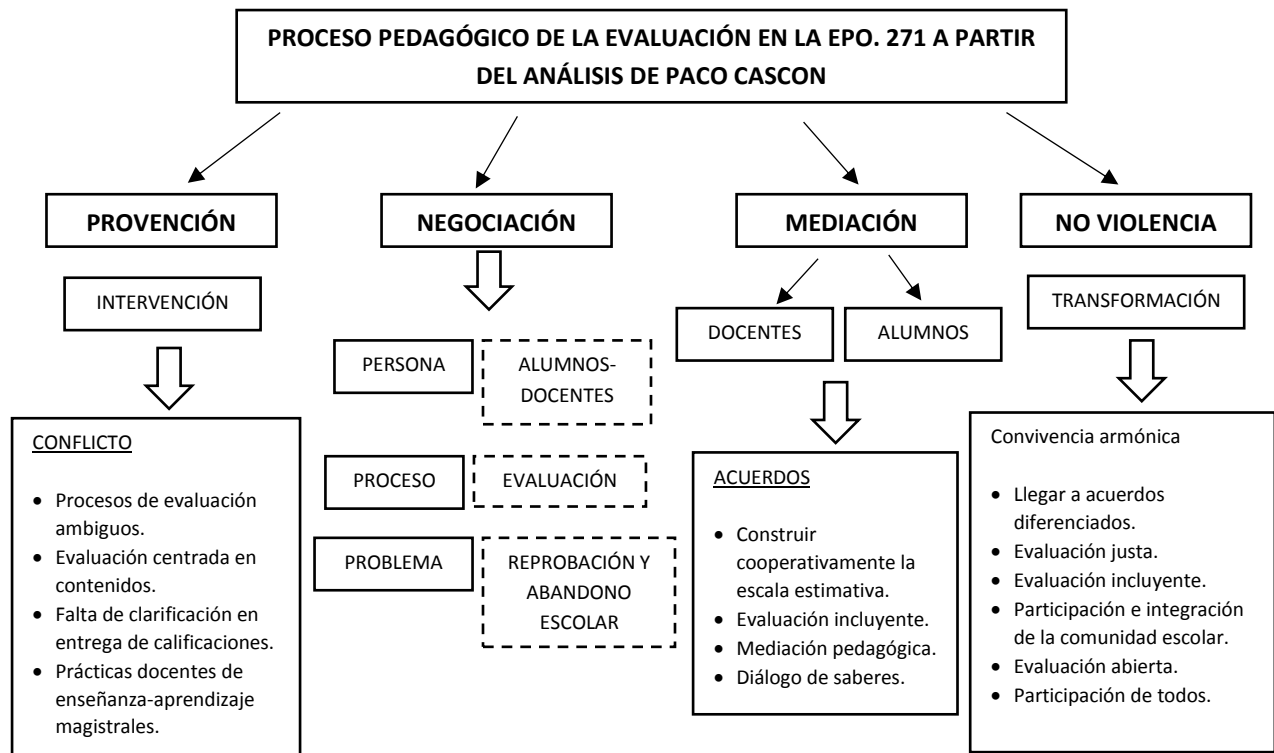 PROCESO PEDAGÓGICO DE LA EVALUACIÓN EN LA EPO. 271 A PARTIR
DEL ANÁLISIS DE PACO CASCON
PROVENCIÓN
INTERVENCIÓN
CONFLICTO
• Procesos de evaluación
ambiguos.
• Evaluación centrada en
contenidos.
• Falta de clarificación en
entrega de calificaciones.
• Prácticas docentes de
enseñanza-aprendizaje
magistrales.
NEGOCIACIÓN
PERSONA
ALUMNOS-
DOCENTES
PROCESO
EVALUACIÓN
PROBLEMA
REPROBACIÓN Y
ABANDONO
ESCOLAR
MEDIACIÓN
DOCENTES
ALUMNOS
ACUERDOS
• Construir
cooperativamente la
escala estimativa.
• Evaluación incluyente.
• Mediación pedagógica.
• Diálogo de saberes.
NO VIOLENCIA
TRANSFORMACIÓN
Convivencia armónica
• Llegar a acuerdos
diferenciados.
• Evaluación justa.
• Evaluación incluyente.
• Participación e integración
de la comunidad escolar.
• Evaluación abierta.
• Participación de todos.